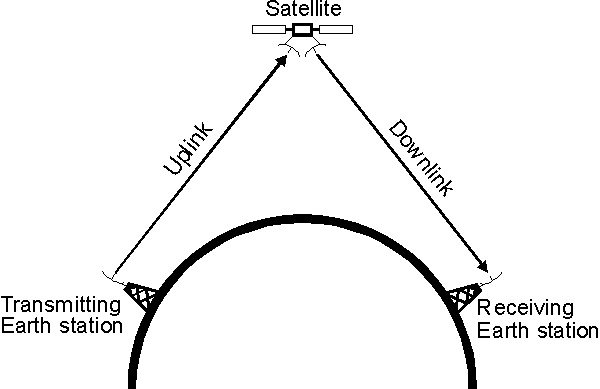 Satellite
Uplink
Downlink
Transmitting
Earth station
Receiving
Earth station